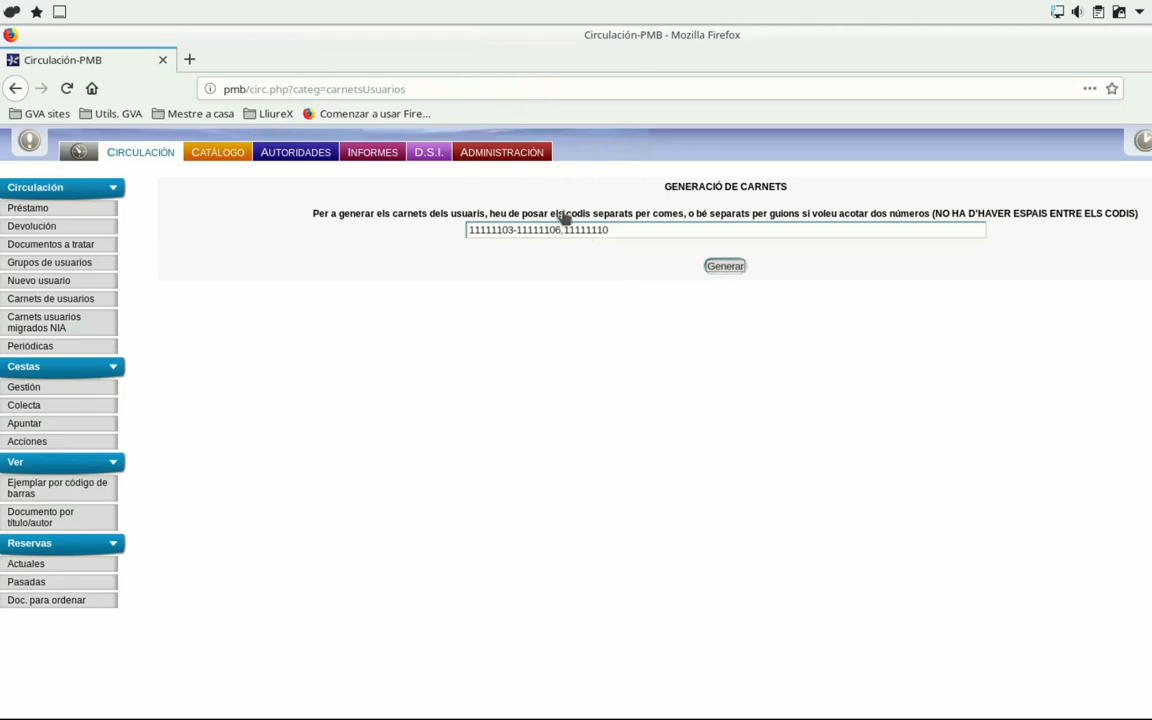 Circulación-PMB - Mozilla Firefox
Circulación-PMB
pmb/circ.php?categ=carnetsUsuarios
GVA sites Utils. GVA Mestre a casa LliureX Comenzar a usar Fire...
CIRCULACIÓN CATÁLOGO AUTORIDADES INFORMES D.S.I. ADMINISTRACIÓN
Circulación
Préstamo
Devolución
Documentos a tratar
Grupos de usuarios
Nuevo usuario
Carnets de usuarios
Carnets usuarios
migrados NIA
Periódicas
Cestas
Gestión
Colecta
Apuntar
Acciones
Ver
Ejemplar por código de
barras
Documento por
título/autor
Reservas
Actuales
Pasadas
Doc. para ordenar
GENERACIÓ DE CARNETS
Per a generar els carnets dels usuaris, heu de posar els codis separats per comes, o bé separats per guions si voleu acotar dos números (NO HA D'HAVER ESPAIS ENTRE ELS CODIS)
11111103-11111106,11111110
Generar